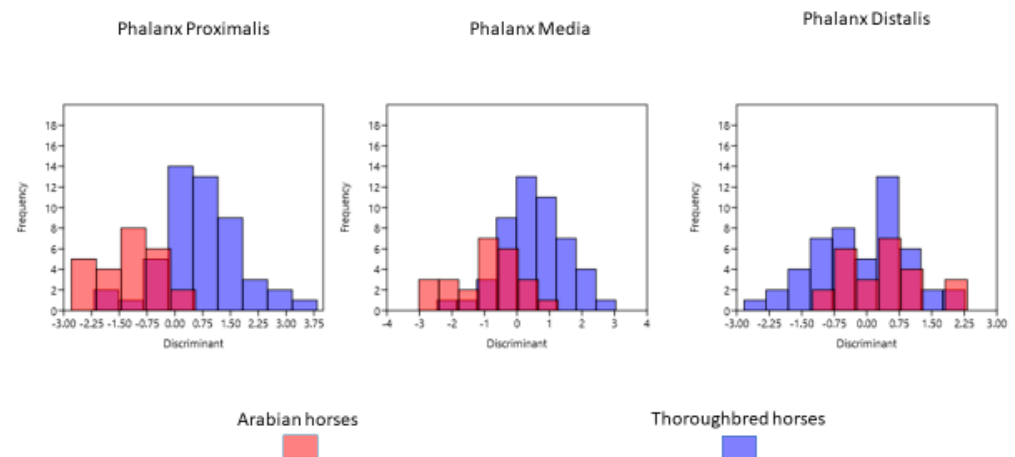 Phalanx Proximalis
Phalanx Media
Phalanx Distalis
18
16
14
12
10
8
6
4
2
0
Frequency
-3.00 -2.25 -1.50 -0.75 0.00 0.75 1.50 2.25 3.00 3.75
Discriminant
18
16
14
12
10
8
6
4
2
0
Frequency
-4 -3 -2 -1 0 1 2 3 4
Discriminant
18
16
14
12
10
8
6
4
2
0
Frequency
-3.00 -2.25 -1.50 -0.75 0.00 0.75 1.50 2.25 3.00
Discriminant
Arabian horses
Thoroughbred horses